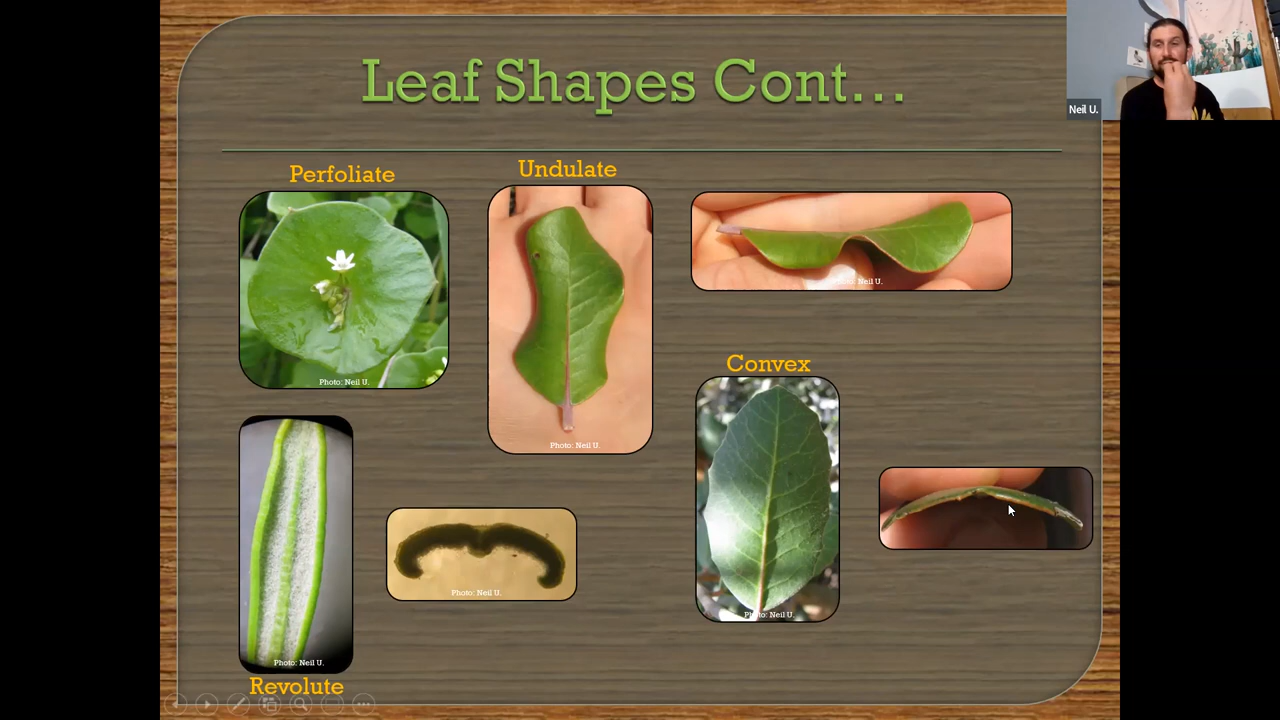 Leaf Shapes Cont...
Neil U.
Perfoliate
Undulate
Photo: Neil U.
Photo: Neil U.
Photo: Neil U.
Convex
Photo: Neil U.
Photo: Neil U.
Photo: Neil U.
Revolute